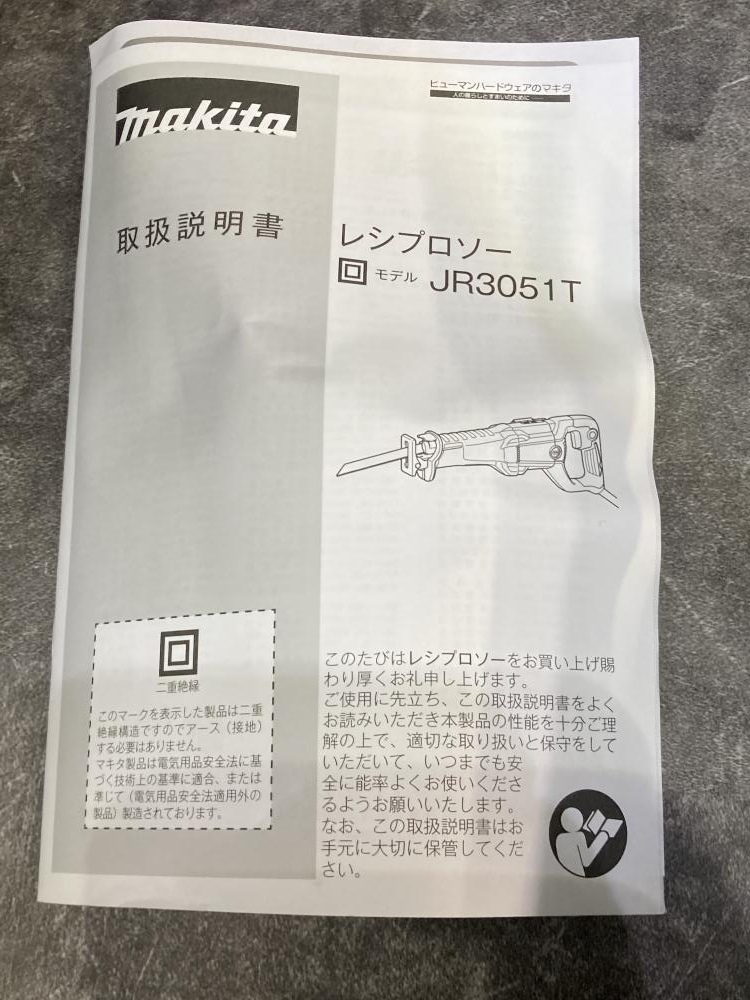 makita
ヒューマンハードウェアのマキタ
人の暮らしとすまいのために
取扱説明書
レシプロソー
モデル JR3051T
二重絶縁
このマークを表示した製品は二重
絶縁構造ですのでアース（接地）
する必要はありません。
マキタ製品は電気用品安全法に基
づく技術上の基準に適合、または
準じて（電気用品安全法適用外の
製品）製造されております。
このたびはレシプロソーをお買い上げ賜
わり厚くお礼申し上げます。
ご使用に先立ち、この取扱説明書をよく
お読みいただき本製品の性能を十分ご理
解の上で、適切な取り扱いと保守をして
いただいて、いつまでも安
全に能率よくお使いくださ
るようお願いいたします。
なお、この取扱説明書はお
手元に大切に保管してくだ
さい。